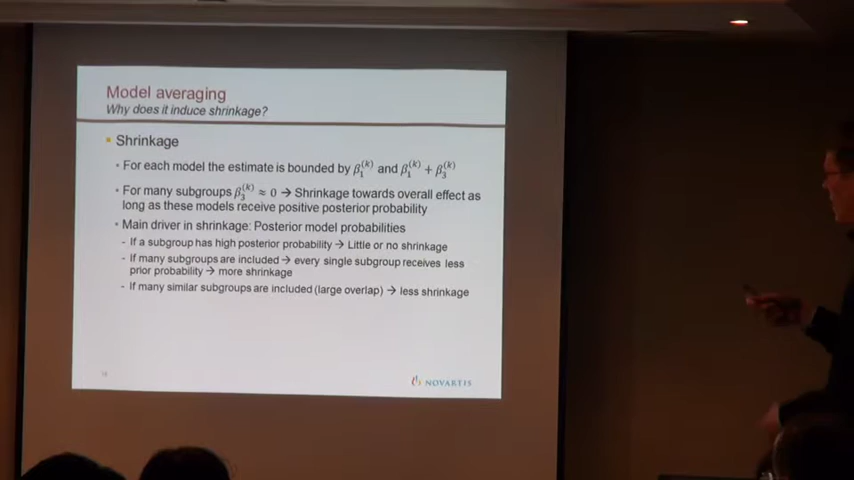 Model averaging
Why does it induce shrinkage?
▪ Shrinkage
• For each model the estimate is bounded by β₁⁽ᵏ⁾ and β₁⁽ᵏ⁾ + β₃⁽ᵏ⁾
• For many subgroups β₃⁽ᵏ⁾ ≈ 0 → Shrinkage towards overall effect as
long as these models receive positive posterior probability
• Main driver in shrinkage: Posterior model probabilities
- If a subgroup has high posterior probability → Little or no shrinkage
- If many subgroups are included → every single subgroup receives less
prior probability → more shrinkage
- If many similar subgroups are included (large overlap) → less shrinkage
NOVARTIS